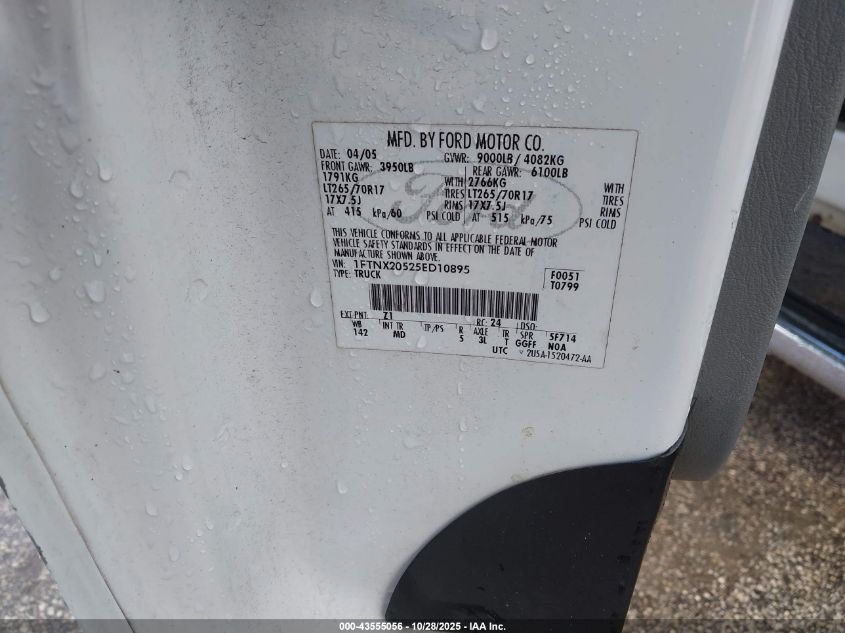 MFD. BY FORD MOTOR CO.
DATE: 04/05 GVWR: 9000LB / 4082KG
FRONT GAWR: 3950LB REAR GAWR: 6100LB
1791KG WITH 2766KG WITH
LT265/70R17 TIRES LT265/70R17 TIRES
17X7.5J RIMS 17X7.5J RIMS
AT 415 kPa/60 PSI COLD AT 515 kPa/75 PSI COLD
Ford
THIS VEHICLE CONFORMS TO ALL APPLICABLE FEDERAL MOTOR
VEHICLE SAFETY STANDARDS IN EFFECT ON THE DATE OF
MANUFACTURE SHOWN ABOVE.
VIN: 1FTNX20525ED10895 F0051
TYPE: TRUCK T0799
EXT PNT: Z1 RC: 24 DSO:
WB INT TR TP/PS R AXLE TR SPR 5F714
142 MD 5 3L T GGFF NOA
UTC ▽ 2U5A-1520472-AA
000-43555056 | 10/28/2025 | IAA Inc.